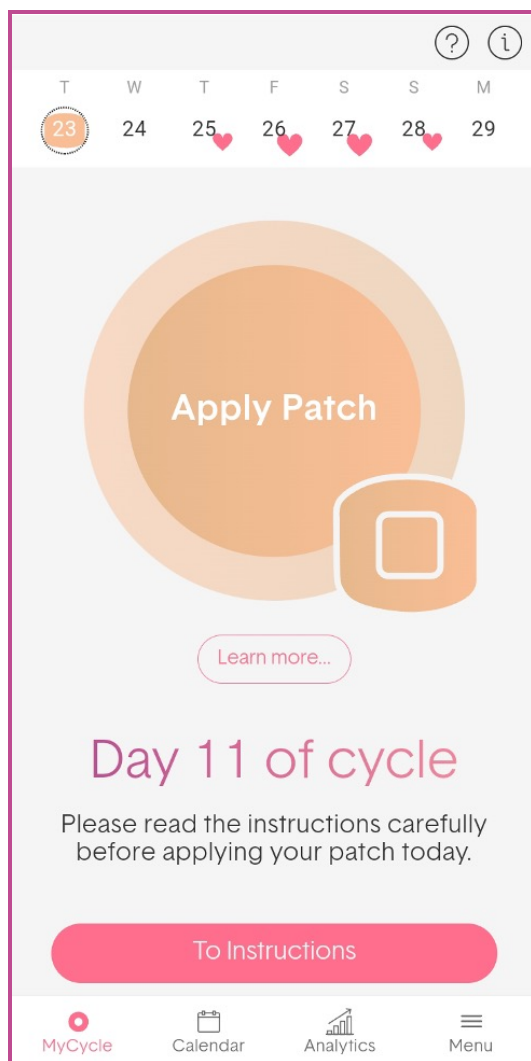 ? i
T W T F S S M
23 24 25 26 27 28 29
Apply Patch
Learn more...
Day 11 of cycle
Please read the instructions carefully
before applying your patch today.
To Instructions
MyCycle Calendar Analytics Menu